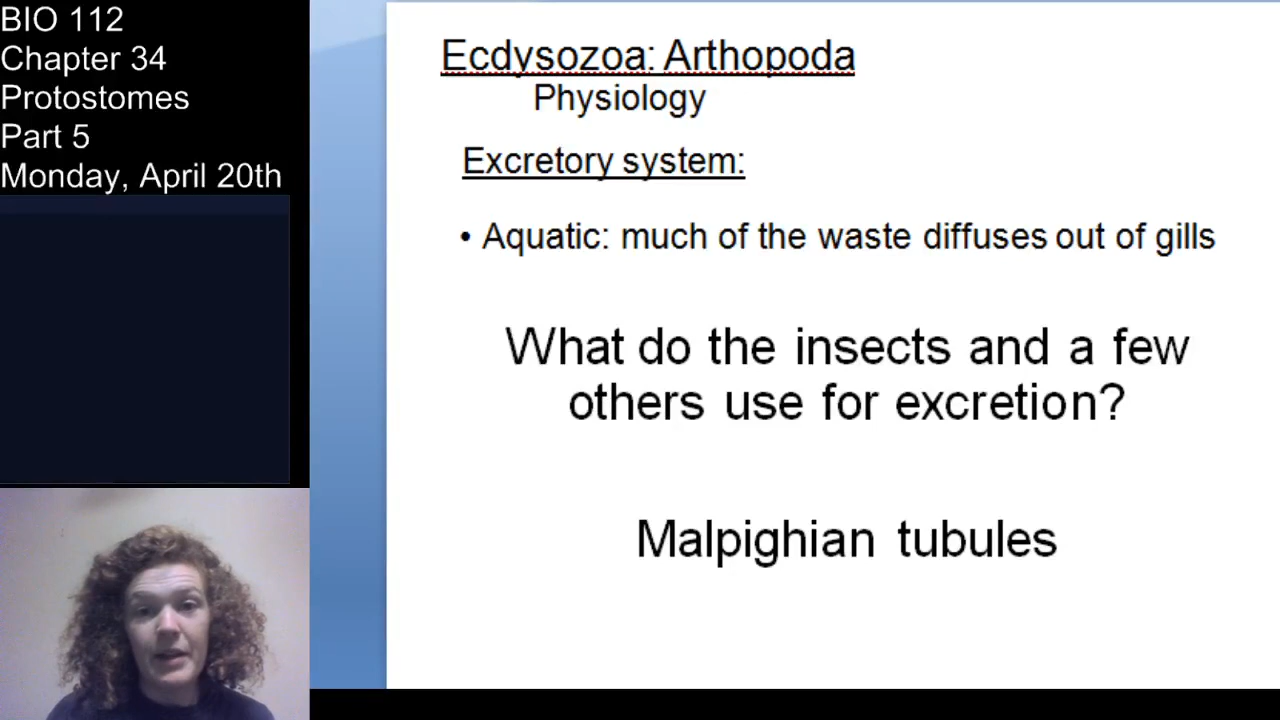 BIO 112
Chapter 34
Protostomes
Part 5
Monday, April 20th
Ecdysozoa: Arthopoda
Physiology
Excretory system:
• Aquatic: much of the waste diffuses out of gills
What do the insects and a few
others use for excretion?
Malpighian tubules